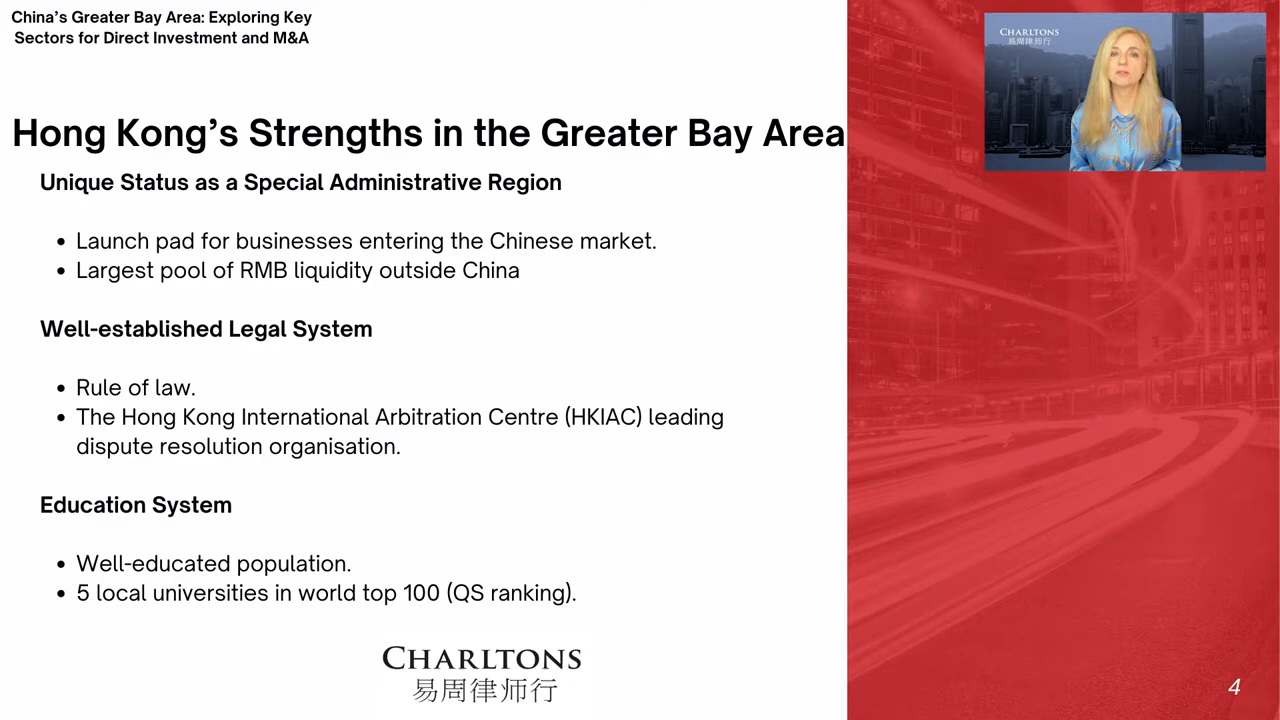 China’s Greater Bay Area: Exploring Key
Sectors for Direct Investment and M&A
CHARLTONS
易周律师行
Hong Kong’s Strengths in the Greater Bay Area
Unique Status as a Special Administrative Region
• Launch pad for businesses entering the Chinese market.
• Largest pool of RMB liquidity outside China
Well-established Legal System
• Rule of law.
• The Hong Kong International Arbitration Centre (HKIAC) leading
dispute resolution organisation.
Education System
• Well-educated population.
• 5 local universities in world top 100 (QS ranking).
CHARLTONS
易周律师行
4